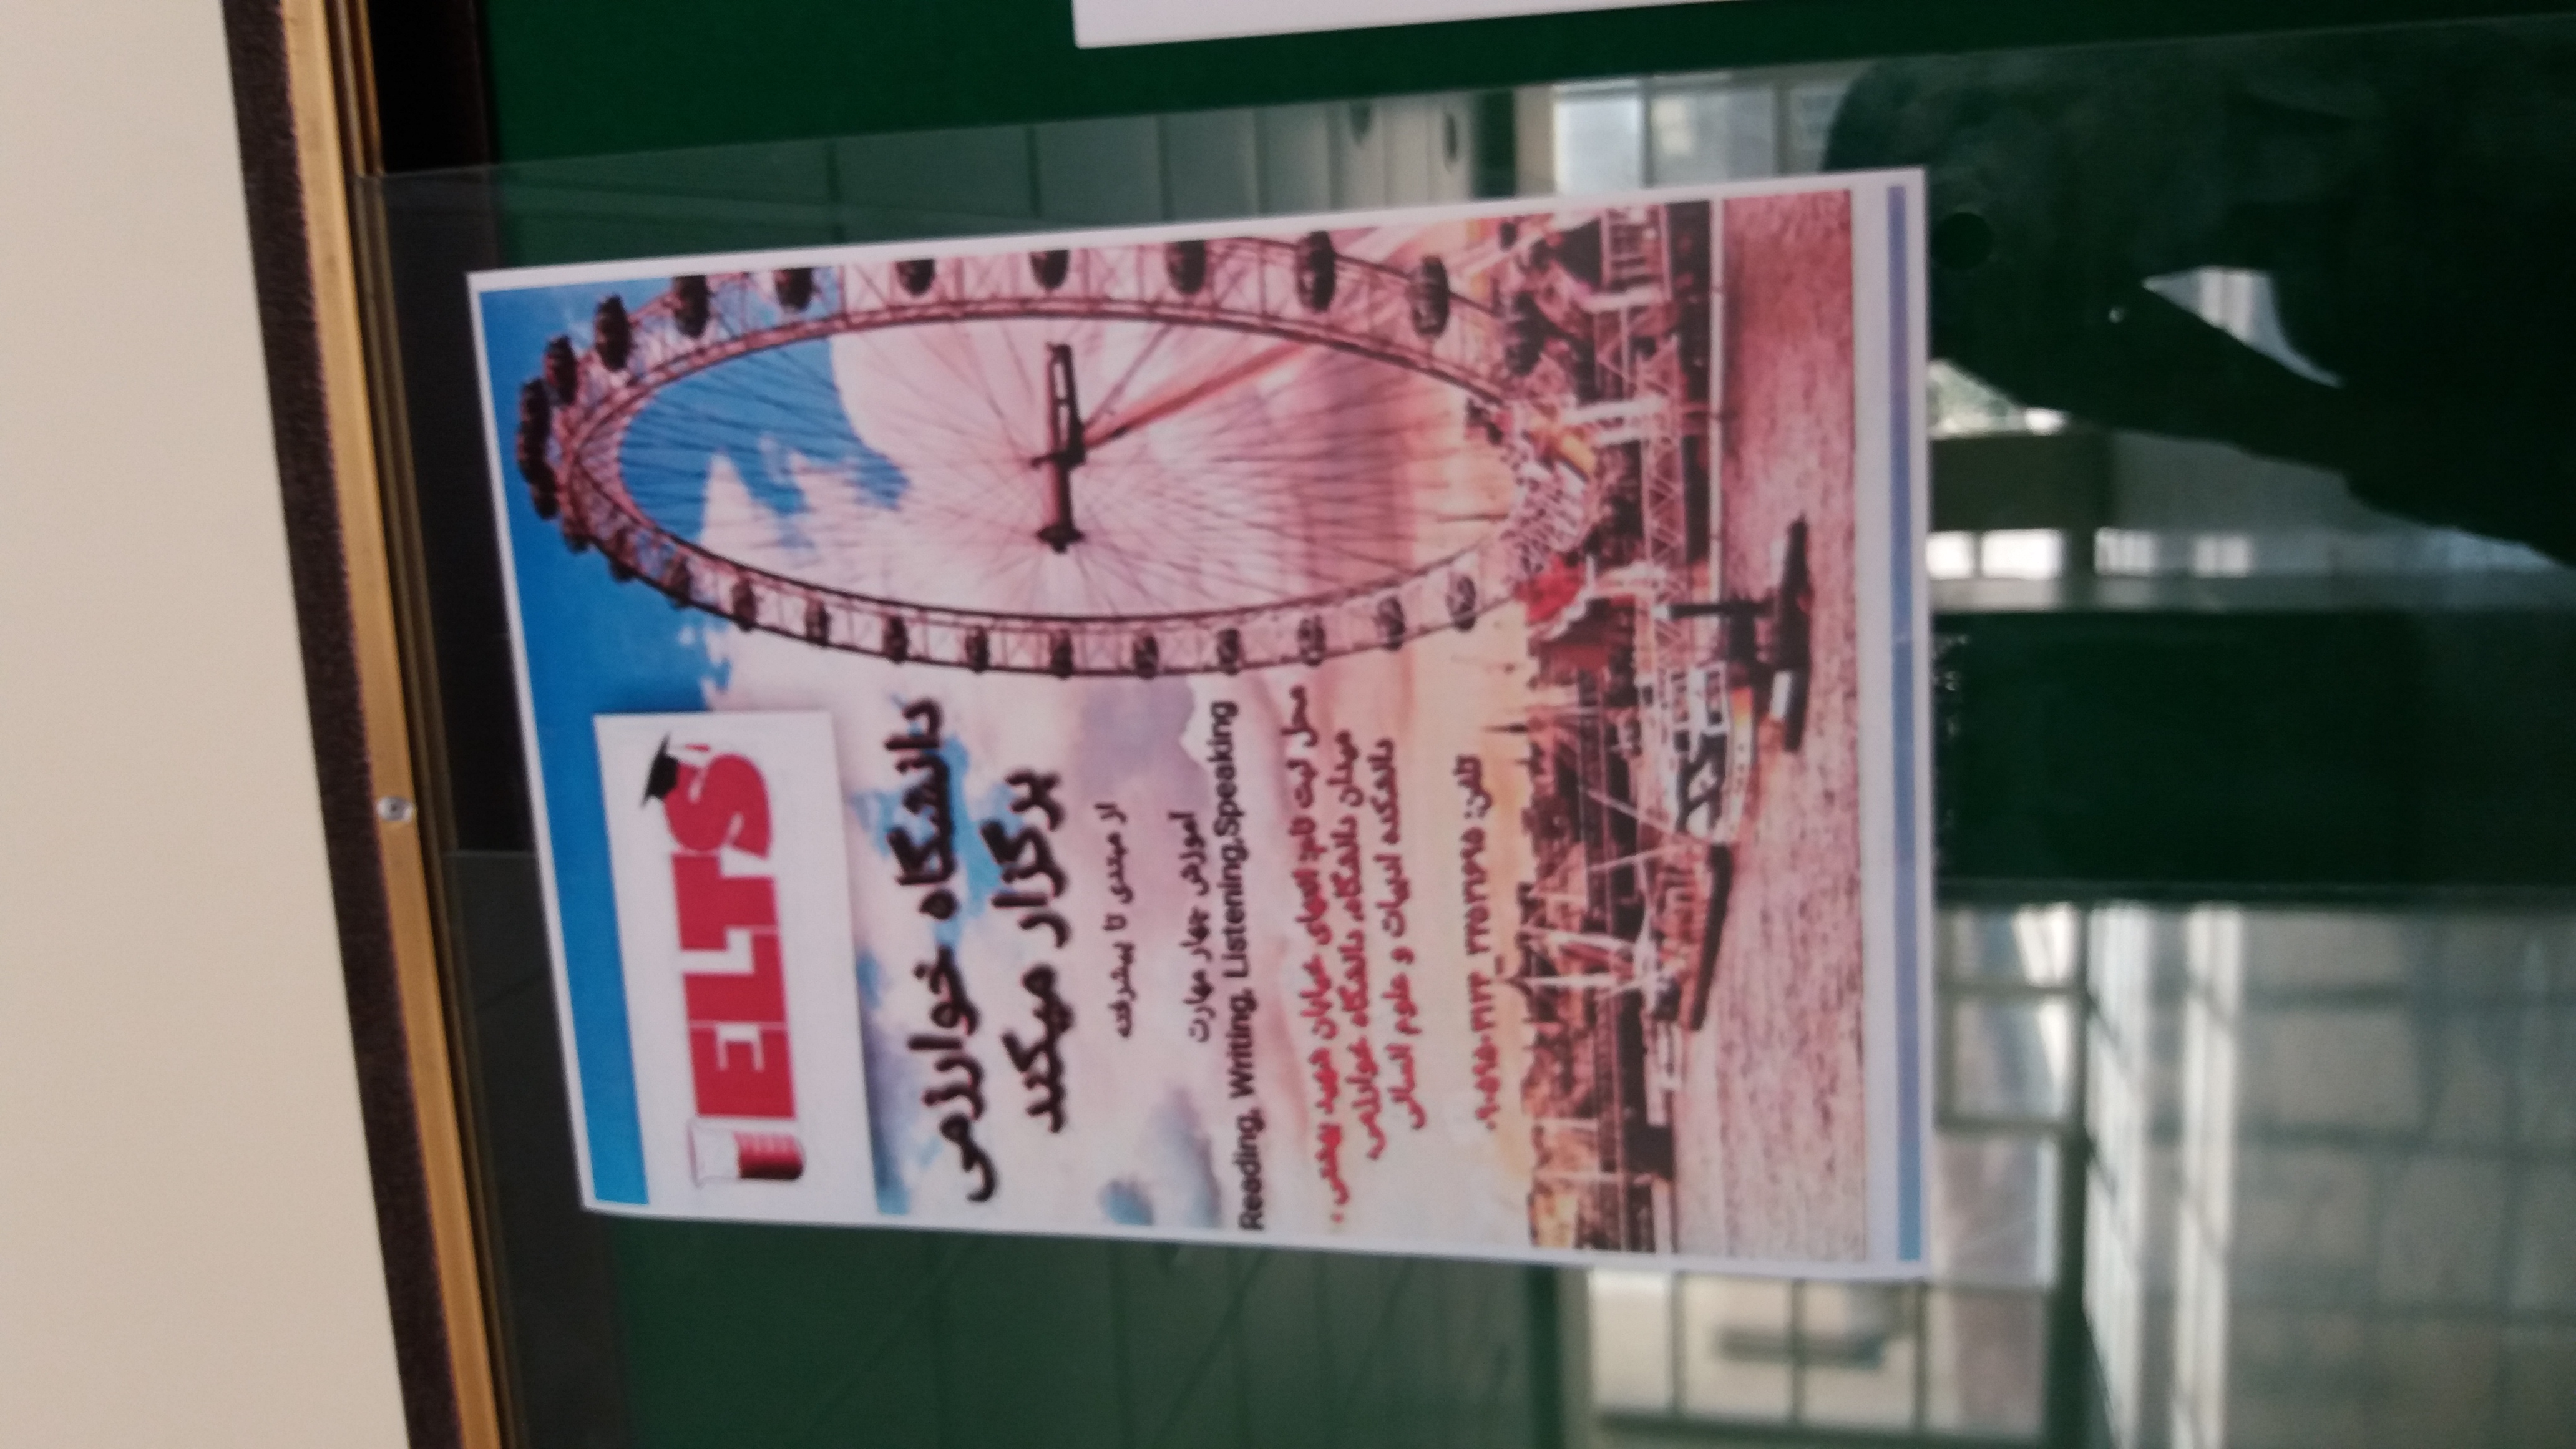 IELTS
دانشگاه خوارزمی
برگزار میکند
از مبتدی تا پیشرفته
آموزش چهار مهارت
Reading, Writing, Listening,Speaking
محل ثبت نام: انتهای خیابان شهید بهشتی ،
میدان دانشگاه، دانشگاه خوارزمی،
دانشکده ادبیات و علوم انسانی
تلفن: